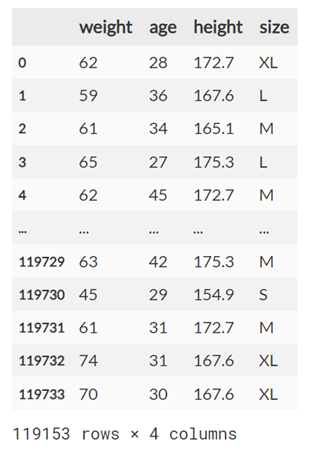 weight age height size
0 62 28 172.7 XL
1 59 36 167.6 L
2 61 34 165.1 M
3 65 27 175.3 L
4 62 45 172.7 M
... ... ... ... ...
119729 63 42 175.3 M
119730 45 29 154.9 S
119731 61 31 172.7 M
119732 74 31 167.6 XL
119733 70 30 167.6 XL
119153 rows × 4 columns